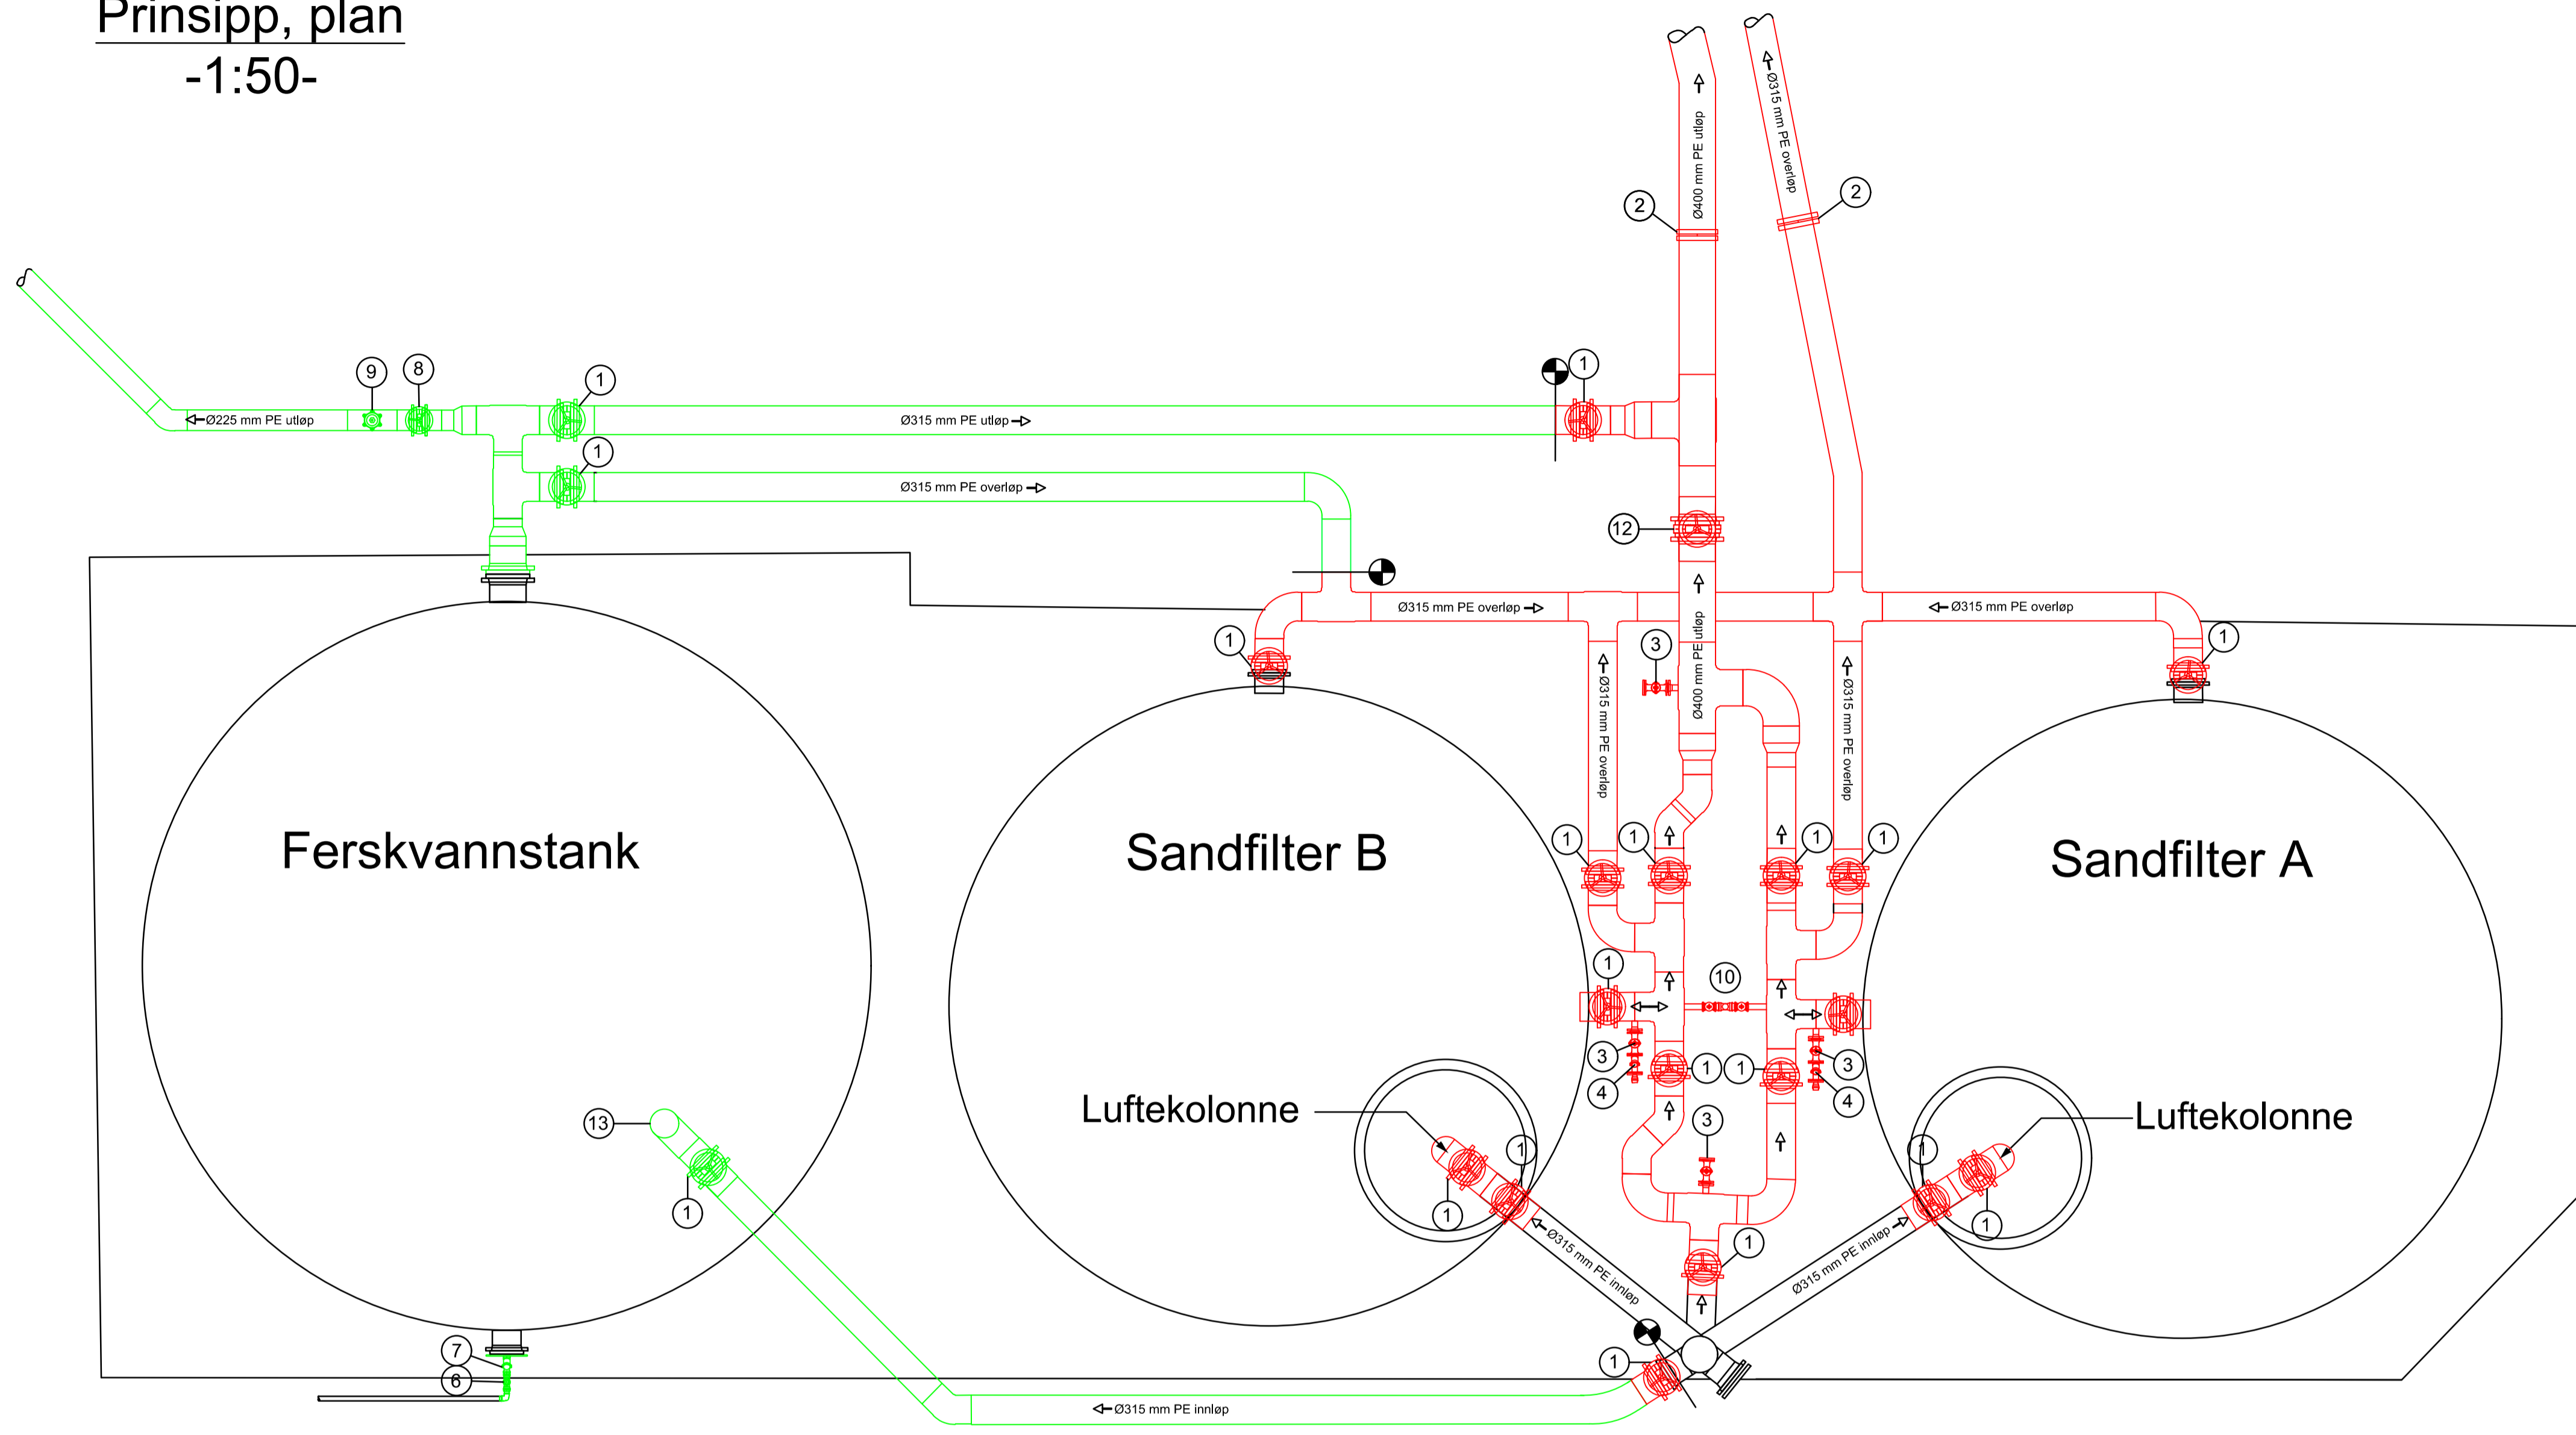 Prinsipp, plan
-1:50-
Ø315 mm PE overløp
Ø400 mm PE utløp
2
2
9
8
1
1
Ø225 mm PE utløp
Ø315 mm PE utløp
1
Ø315 mm PE overløp
12
Ø315 mm PE overløp
Ø315 mm PE overløp
1
3
1
Ø400 mm PE utløp
Ø315 mm PE overløp
Ø315 mm PE overløp
Ferskvannstank
Sandfilter B
Sandfilter A
1
1
1
1
1
10
3
1
1
3
4
4
13
Luftekolonne
3
Luftekolonne
1
1
1
1
1
1
Ø315 mm PE innløp
Ø315 mm PE innløp
7
6
1
Ø315 mm PE innløp